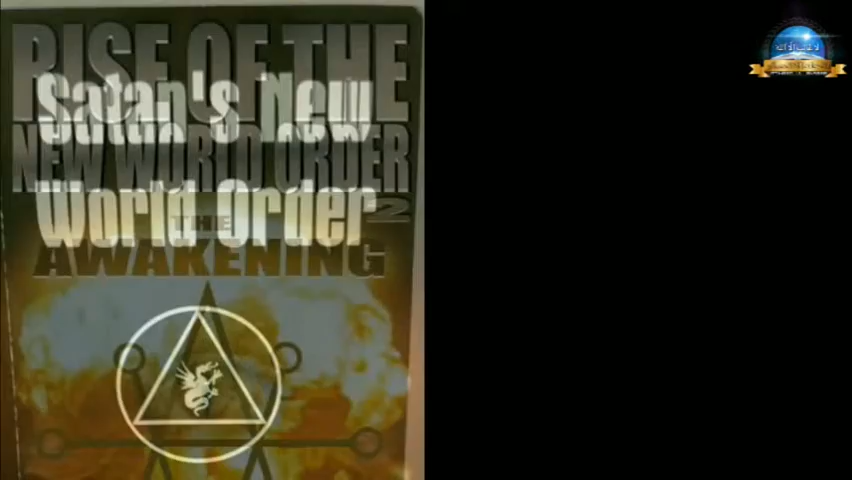 RISE OF THE
NEW WORLD ORDER
2
THE
AWAKENING
Satan's New
World Order